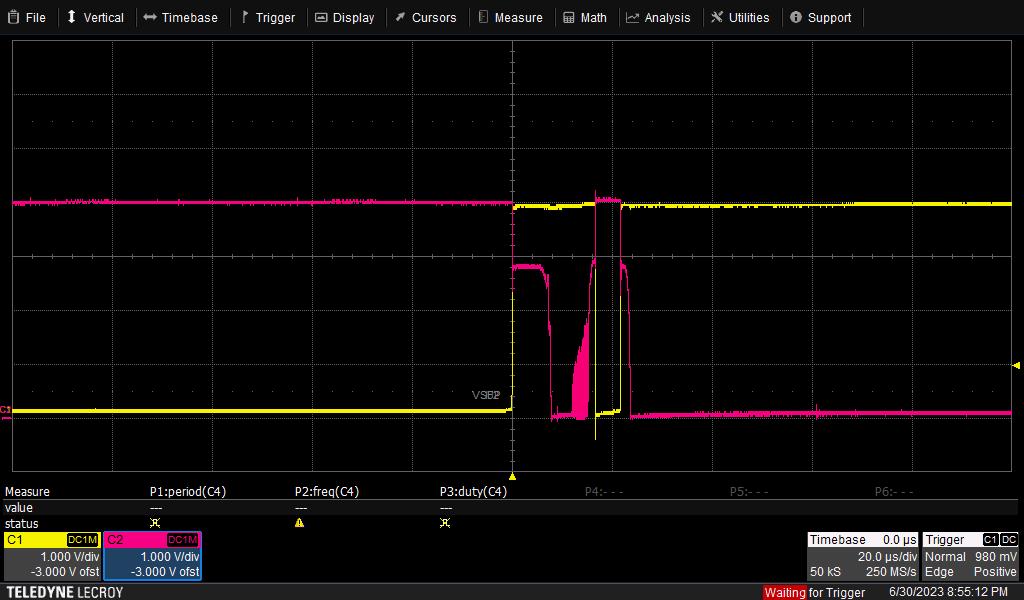 File Vertical Timebase Trigger Display Cursors Measure Math Analysis Utilities Support
C1
Measure P1:period(C4) P2:freq(C4) P3:duty(C4) P4:- - - P5:- - - P6:- - -
value --- --- ---
status
C1 DC1M
1.000 V/div
-3.000 V ofst
C2 DC1M
1.000 V/div
-3.000 V ofst
Timebase 0.0 µs
20.0 µs/div
50 kS 250 MS/s
Trigger C1 DC
Normal 980 mV
Edge Positive
TELEDYNE LECROY Waiting for Trigger 6/30/2023 8:55:12 PM